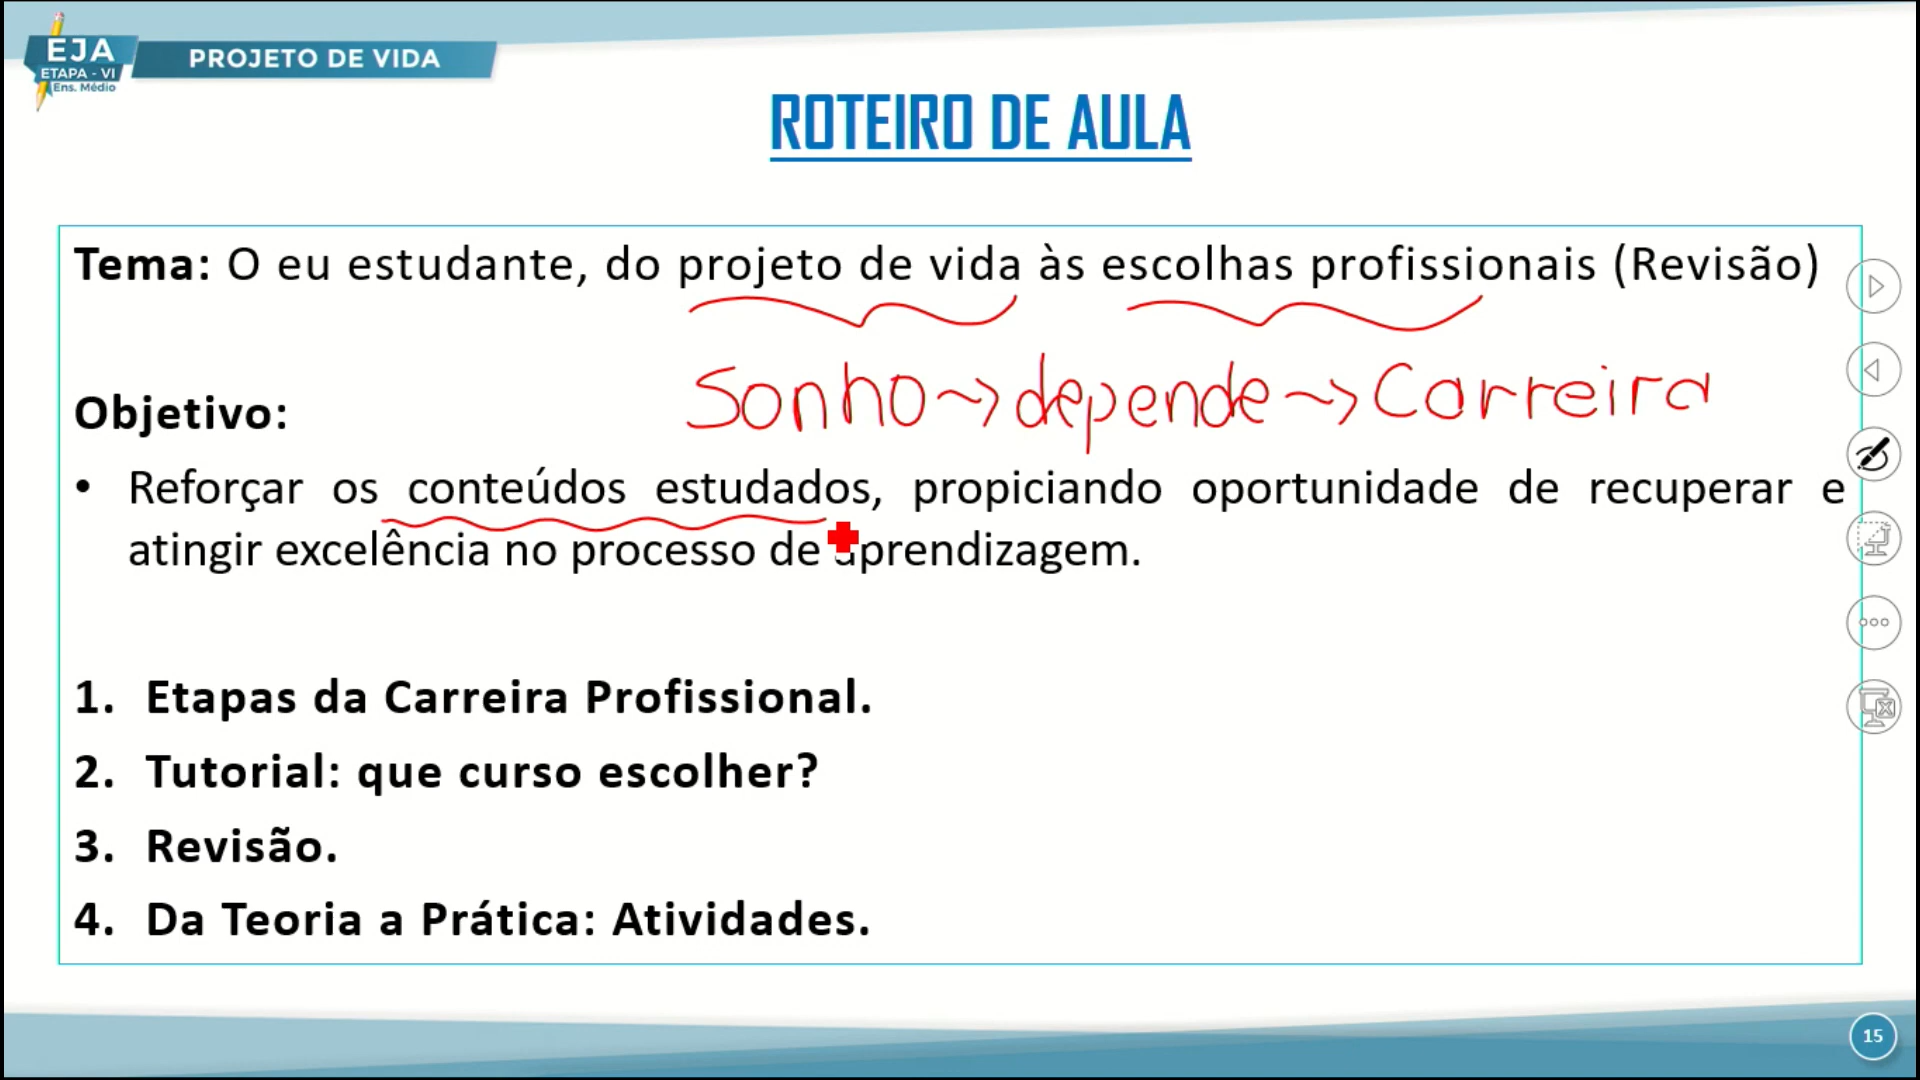 EJA
ETAPA - VI
Ens. Médio
PROJETO DE VIDA
ROTEIRO DE AULA
Tema: O eu estudante, do projeto de vida às escolhas profissionais (Revisão)
Sonho ~> depende ~> Carreira
Objetivo:
• Reforçar os conteúdos estudados, propiciando oportunidade de recuperar e
atingir excelência no processo de aprendizagem.
1. Etapas da Carreira Profissional.
2. Tutorial: que curso escolher?
3. Revisão.
4. Da Teoria a Prática: Atividades.
15